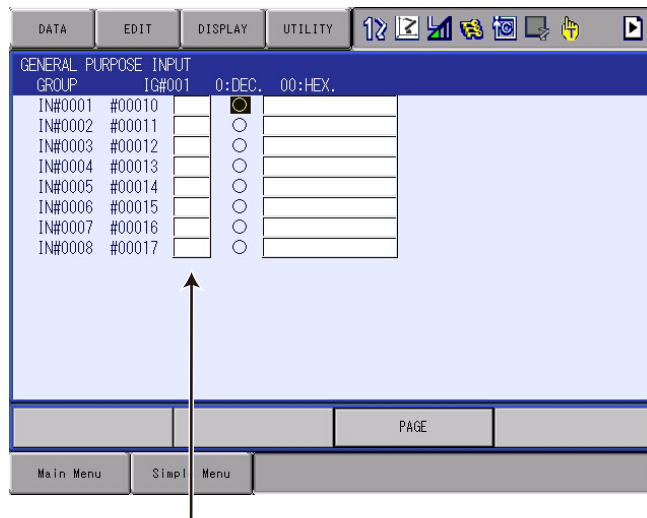 DATA EDIT DISPLAY UTILITY
GENERAL PURPOSE INPUT
GROUP IG#001 0:DEC. 00:HEX.
IN#0001 #00010
IN#0002 #00011
IN#0003 #00012
IN#0004 #00013
IN#0005 #00014
IN#0006 #00015
IN#0007 #00016
IN#0008 #00017
PAGE
Main Menu Simpl Menu